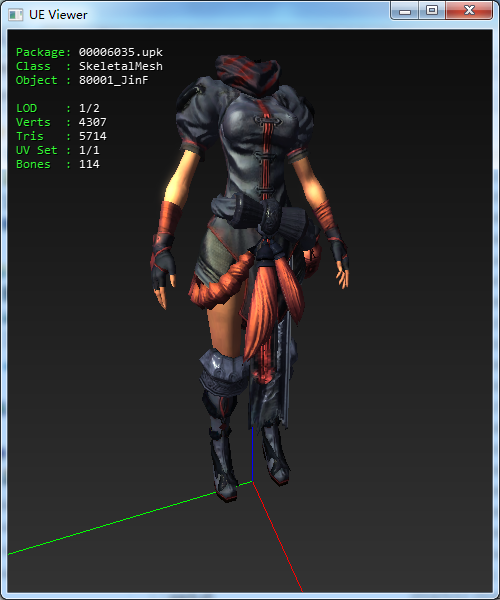 UE Viewer
Package: 00006035.upk
Class : SkeletalMesh
Object : 80001_JinF
LOD : 1/2
Verts : 4307
Tris : 5714
UV Set : 1/1
Bones : 114